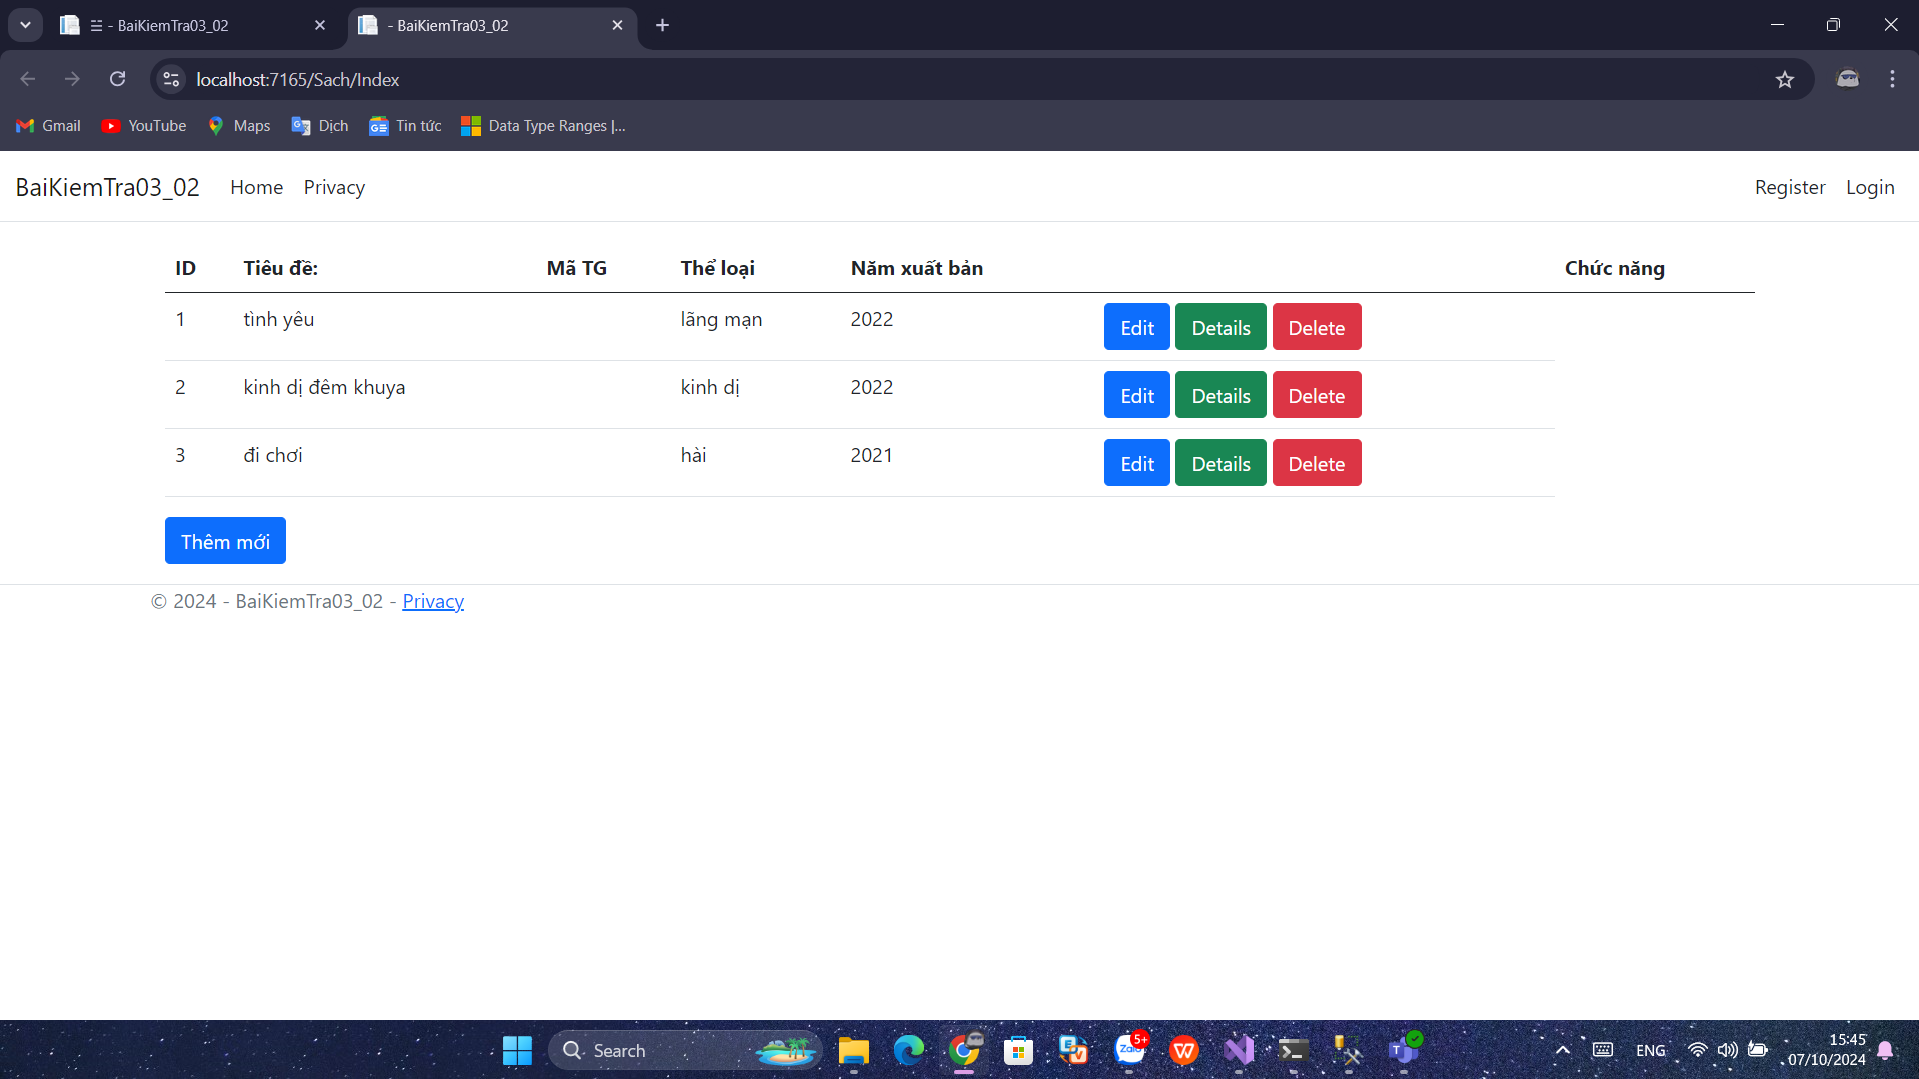 ☰ - BaiKiemTra03_02
- BaiKiemTra03_02
localhost:7165/Sach/Index
Gmail YouTube Maps Dịch Tin tức Data Type Ranges |...
BaiKiemTra03_02 Home Privacy Register Login
ID Tiêu đề: Mã TG Thể loại Năm xuất bản Chức năng
1 tình yêu lãng mạn 2022 Edit Details Delete
2 kinh dị đêm khuya kinh dị 2022 Edit Details Delete
3 đi chơi hài 2021 Edit Details Delete
Thêm mới
© 2024 - BaiKiemTra03_02 - Privacy
Search
Zalo
5+
ENG
15:45
07/10/2024